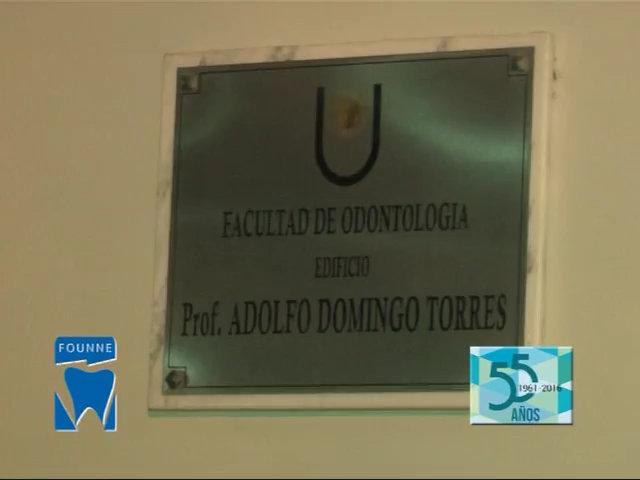 FACULTAD DE ODONTOLOGIA
EDIFICIO
Prof. ADOLFO DOMINGO TORRES
FOUNNE
55
1961-2016
AÑOS